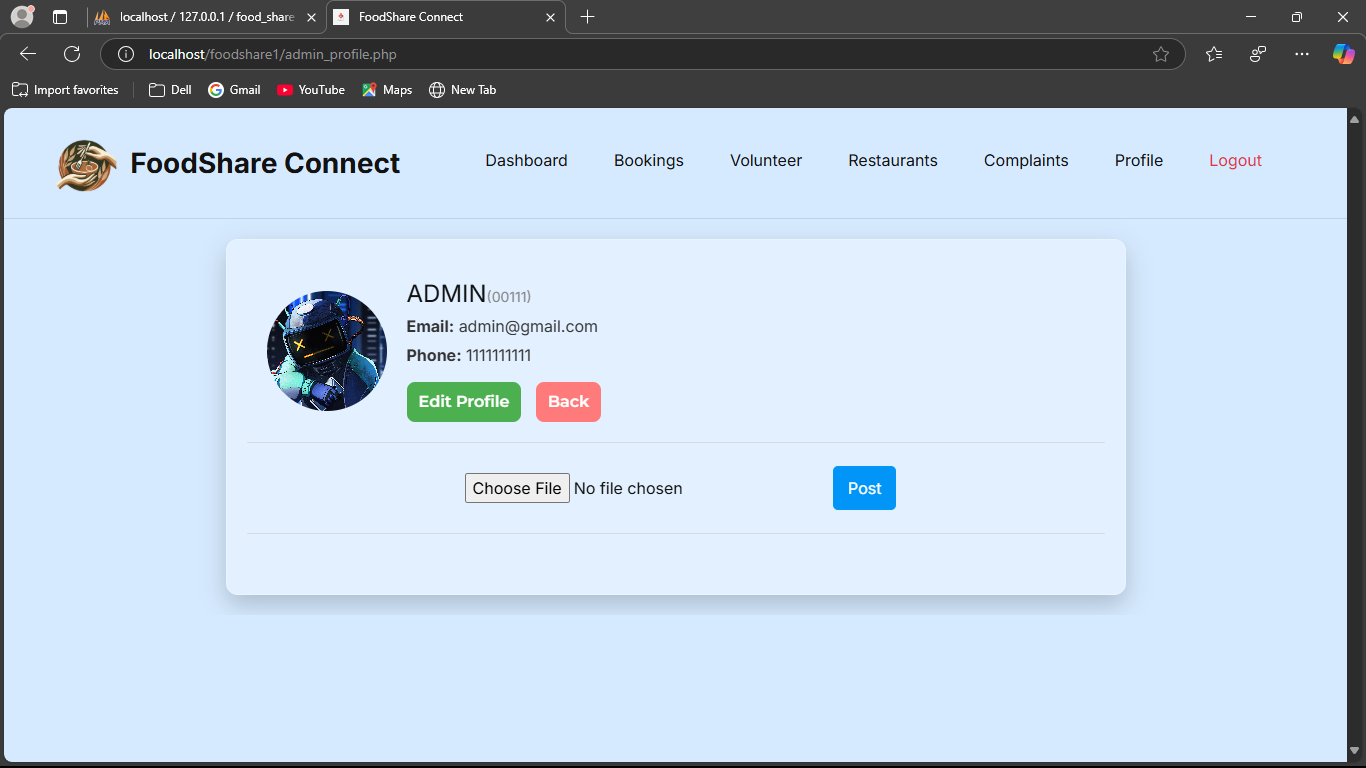 localhost / 127.0.0.1 / food_share
FoodShare Connect
localhost/foodshare1/admin_profile.php
Import favorites
Dell
Gmail
YouTube
Maps
New Tab
FoodShare Connect
Dashboard
Bookings
Volunteer
Restaurants
Complaints
Profile
Logout
ADMIN(00111)
Email: admin@gmail.com
Phone: 1111111111
Edit Profile
Back
Choose File No file chosen
Post